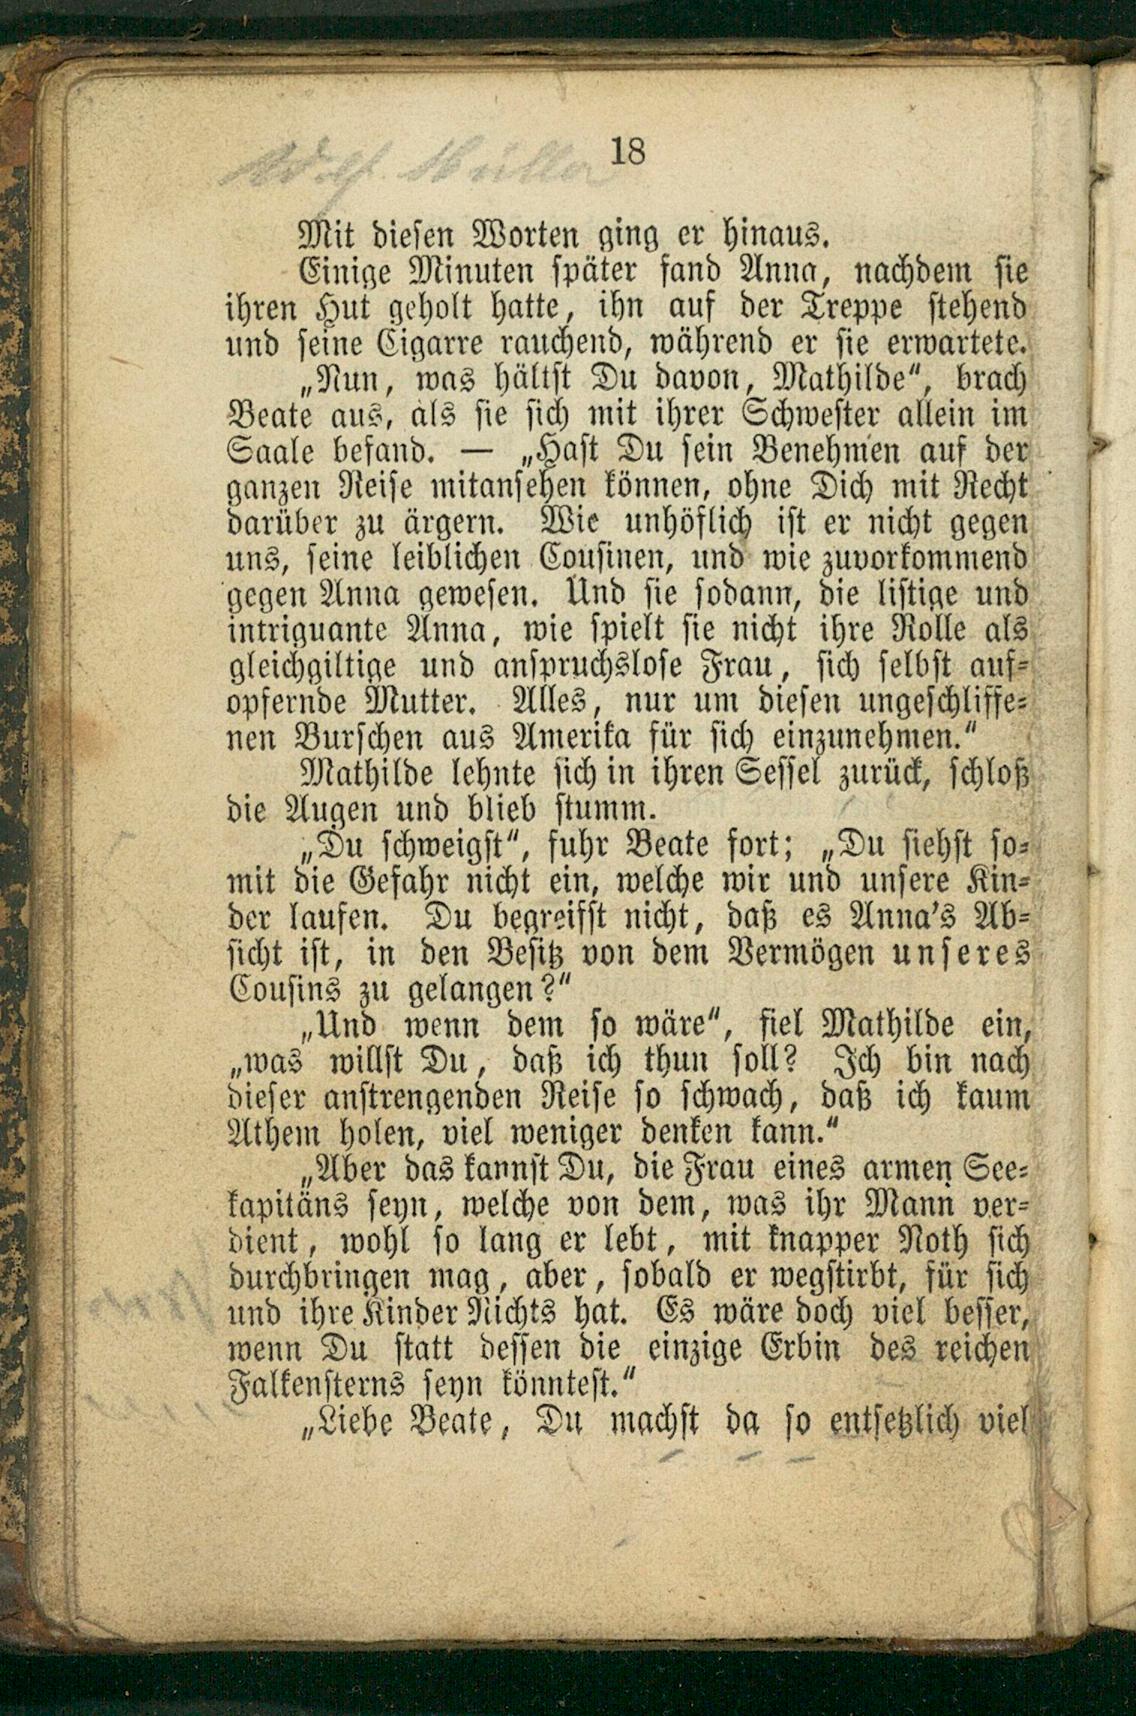 18
Müller
Mit diesen Worten ging er hinaus.
Einige Minuten später fand Anna, nachdem sie
ihren Hut geholt hatte, ihn auf der Treppe stehend
und seine Cigarre rauchend, während er sie erwartete.
„Nun, was hältst Du davon, Mathilde“, brach
Beate aus, als sie sich mit ihrer Schwester allein im
Saale befand. — „Hast Du sein Benehmen auf der
ganzen Reise mitansehen können, ohne Dich mit Recht
darüber zu ärgern. Wie unhöflich ist er nicht gegen
uns, seine leiblichen Cousinen, und wie zuvorkommend
gegen Anna gewesen. Und sie sodann, die listige und
intriguante Anna, wie spielt sie nicht ihre Rolle als
gleichgiltige und anspruchslose Frau, sich selbst auf-
opfernde Mutter. Alles, nur um diesen ungeschliffe-
nen Burschen aus Amerika für sich einzunehmen.“
Mathilde lehnte sich in ihren Sessel zurück, schloß
die Augen und blieb stumm.
„Du schweigst“, fuhr Beate fort; „Du siehst so-
mit die Gefahr nicht ein, welche wir und unsere Kin-
der laufen. Du begreifst nicht, daß es Anna's Ab-
sicht ist, in den Besitz von dem Vermögen unseres
Cousins zu gelangen?“
„Und wenn dem so wäre“, fiel Mathilde ein,
„was willst Du, daß ich thun soll? Ich bin nach
dieser anstrengenden Reise so schwach, daß ich kaum
Athem holen, viel weniger denken kann.“
„Aber das kannst Du, die Frau eines armen See-
kapitäns seyn, welche von dem, was ihr Mann ver-
dient, wohl so lang er lebt, mit knapper Noth sich
durchbringen mag, aber, sobald er wegstirbt, für sich
und ihre Kinder Nichts hat. Es wäre doch viel besser,
wenn Du statt dessen die einzige Erbin des reichen
Falkensterns seyn könntest.“
„Liebe Beate, Du machst da so entsetzlich viel